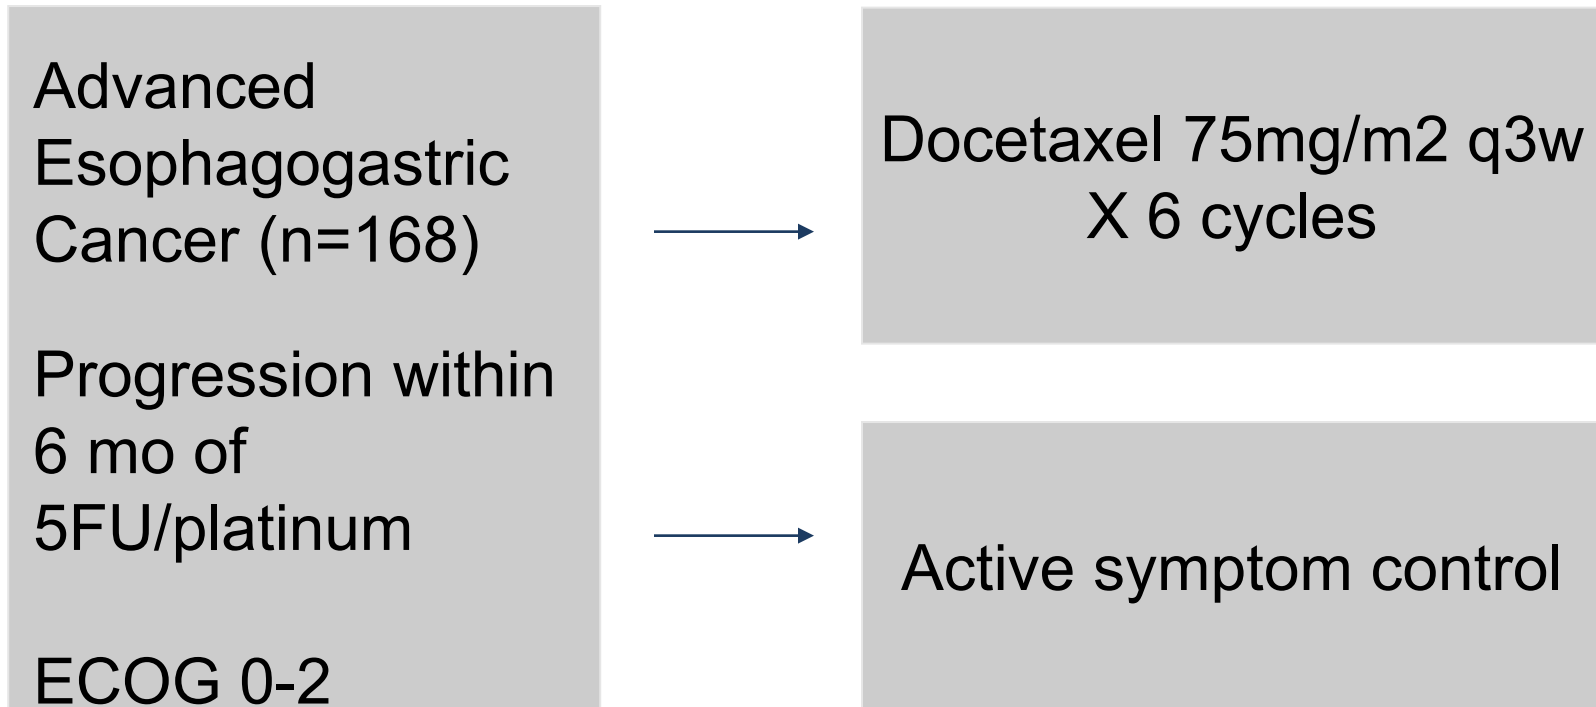 Advanced
Esophagogastric
Cancer (n=168)
Progression within
6 mo of
5FU/platinum
ECOG 0-2
Docetaxel 75mg/m2 q3w
X 6 cycles
Active symptom control